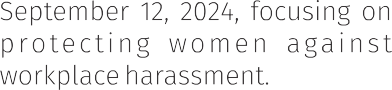 September 12, 2024, focusing on
protecting women against
workplace harassment.